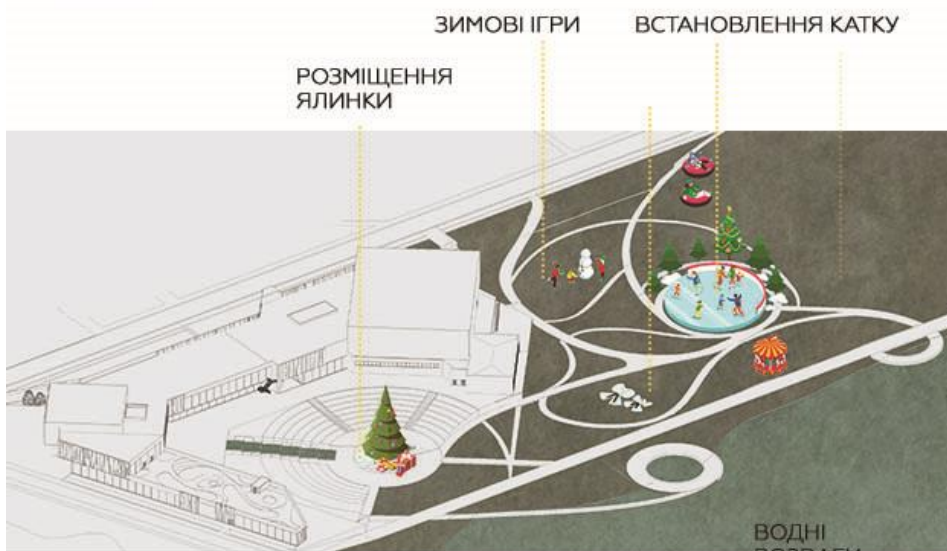 ЗИМОВІ ІГРИ
ВСТАНОВЛЕННЯ КАТКУ
РОЗМІЩЕННЯ
ЯЛИНКИ
ВОДНІ